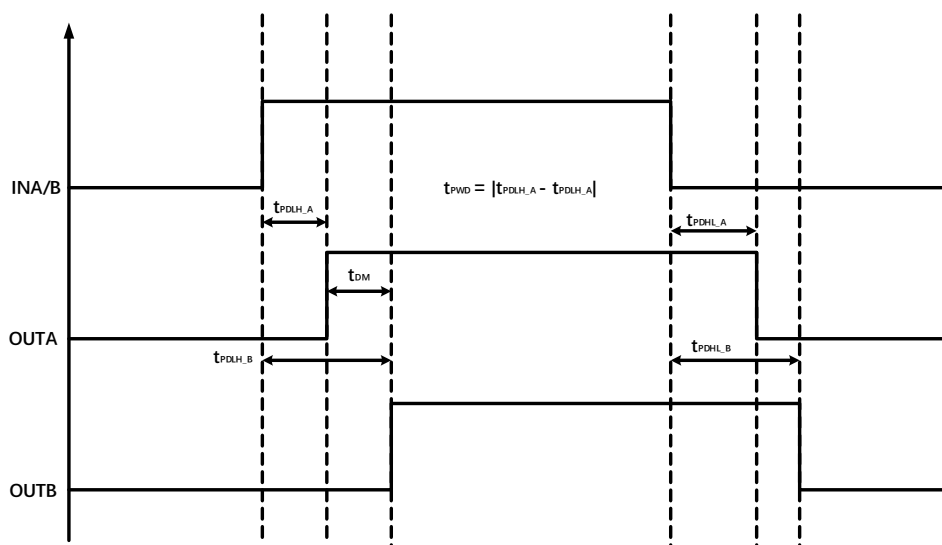 INA/B
tPWD = |tPDLH_A - tPDLH_A|
tPDLH_A
tPDHL_A
tDM
OUTA
tPDLH_B
tPDHL_B
OUTB